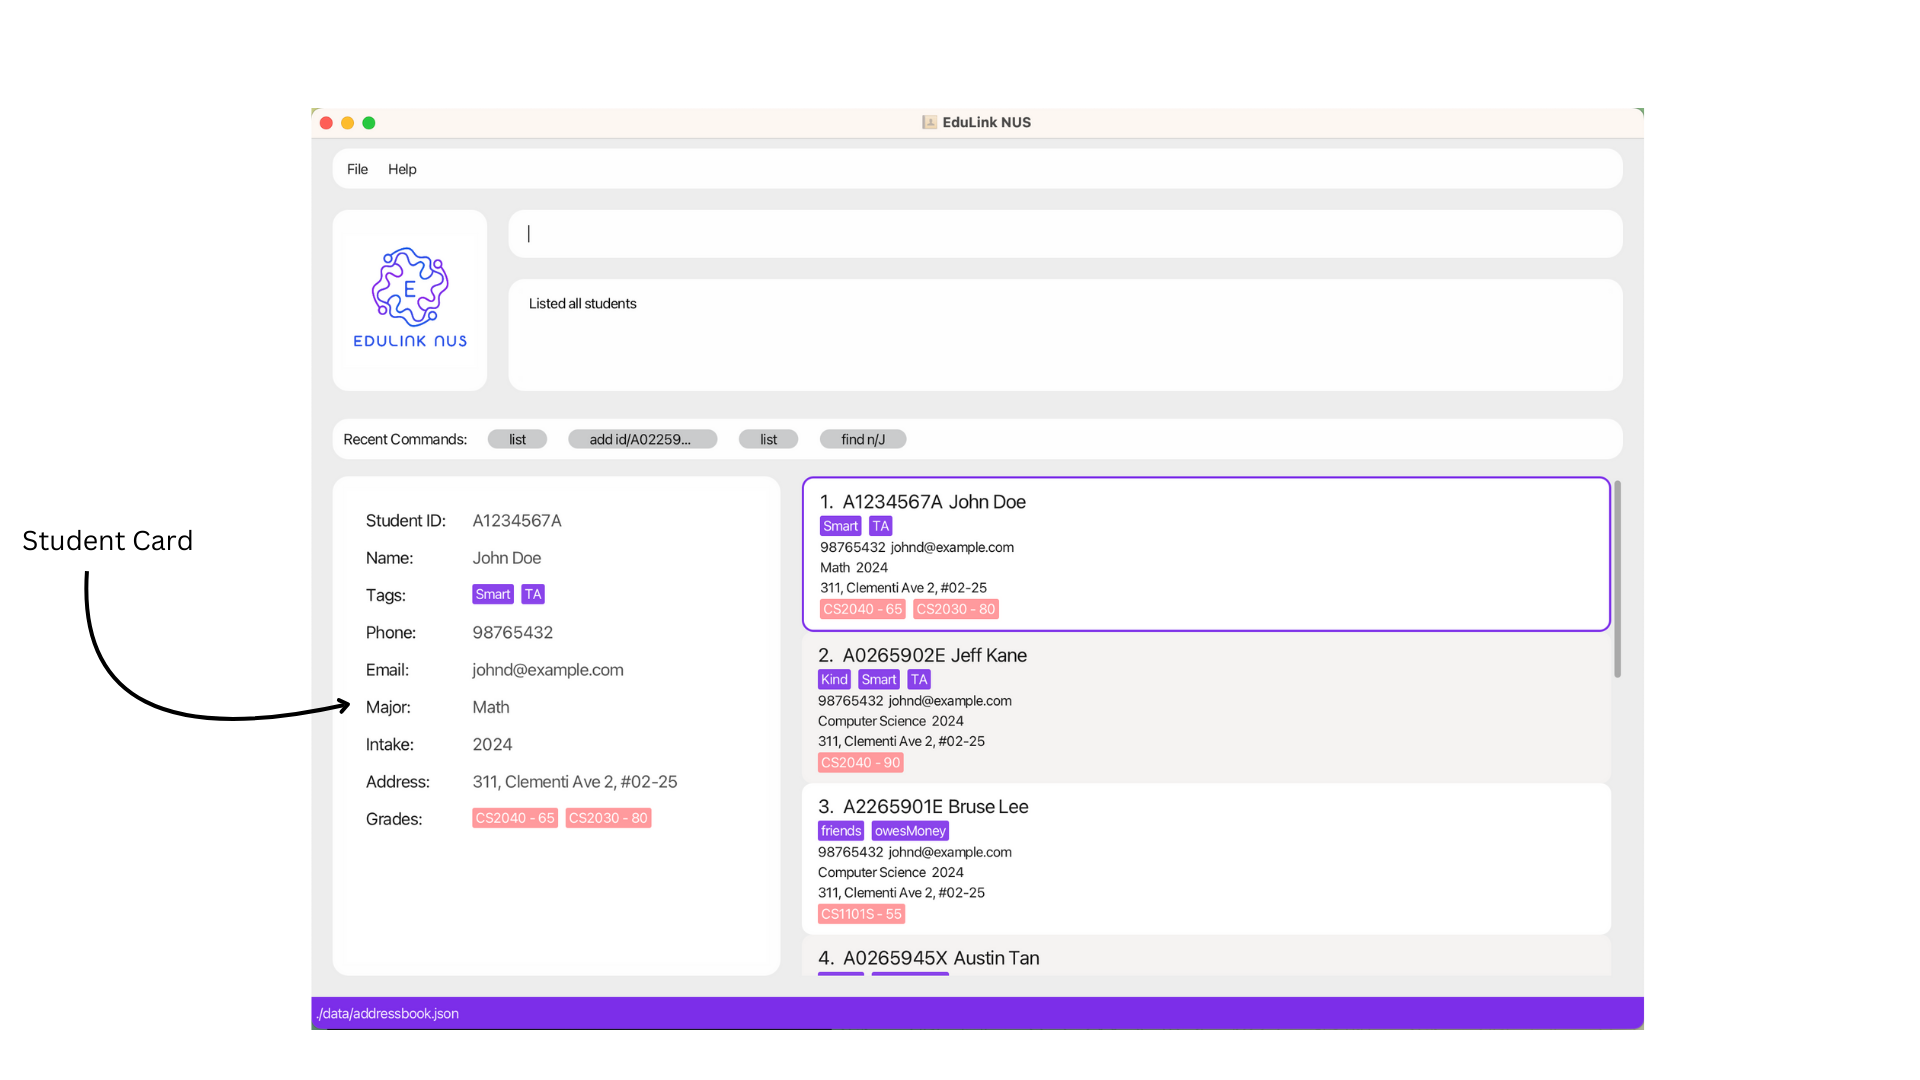 EduLink NUS
File Help
E
EDULINK NUS
Listed all students
Recent Commands: list add id/A02259... list find n/J
Student Card
Student ID: A1234567A
Name: John Doe
Tags: Smart TA
Phone: 98765432
Email: johnd@example.com
Major: Math
Intake: 2024
Address: 311, Clementi Ave 2, #02-25
Grades: CS2040 - 65 CS2030 - 80
1. A1234567A John Doe
Smart TA
98765432 johnd@example.com
Math 2024
311, Clementi Ave 2, #02-25
CS2040 - 65 CS2030 - 80
2. A0265902E Jeff Kane
Kind Smart TA
98765432 johnd@example.com
Computer Science 2024
311, Clementi Ave 2, #02-25
CS2040 - 90
3. A2265901E Bruse Lee
friends owesMoney
98765432 johnd@example.com
Computer Science 2024
311, Clementi Ave 2, #02-25
CS1101S - 55
4. A0265945X Austin Tan
./data/addressbook.json